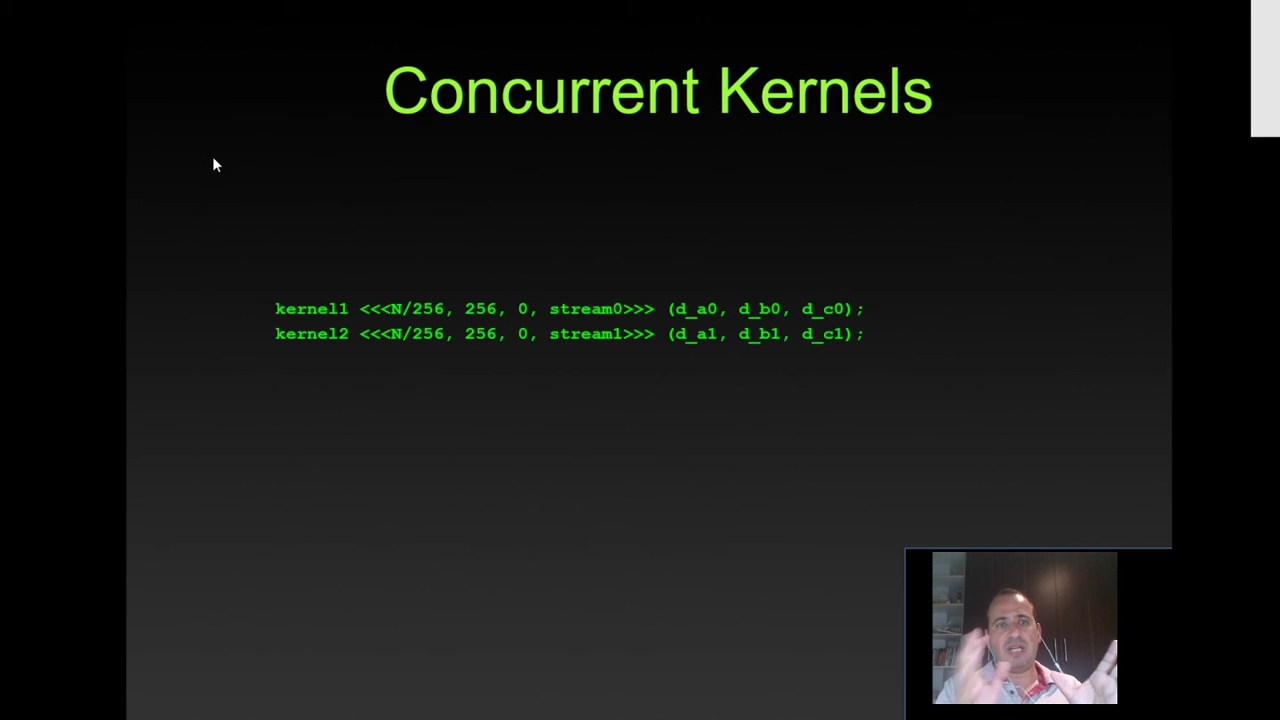 Concurrent Kernels
kernel1 <<<N/256, 256, 0, stream0>>> (d_a0, d_b0, d_c0);
kernel2 <<<N/256, 256, 0, stream1>>> (d_a1, d_b1, d_c1);